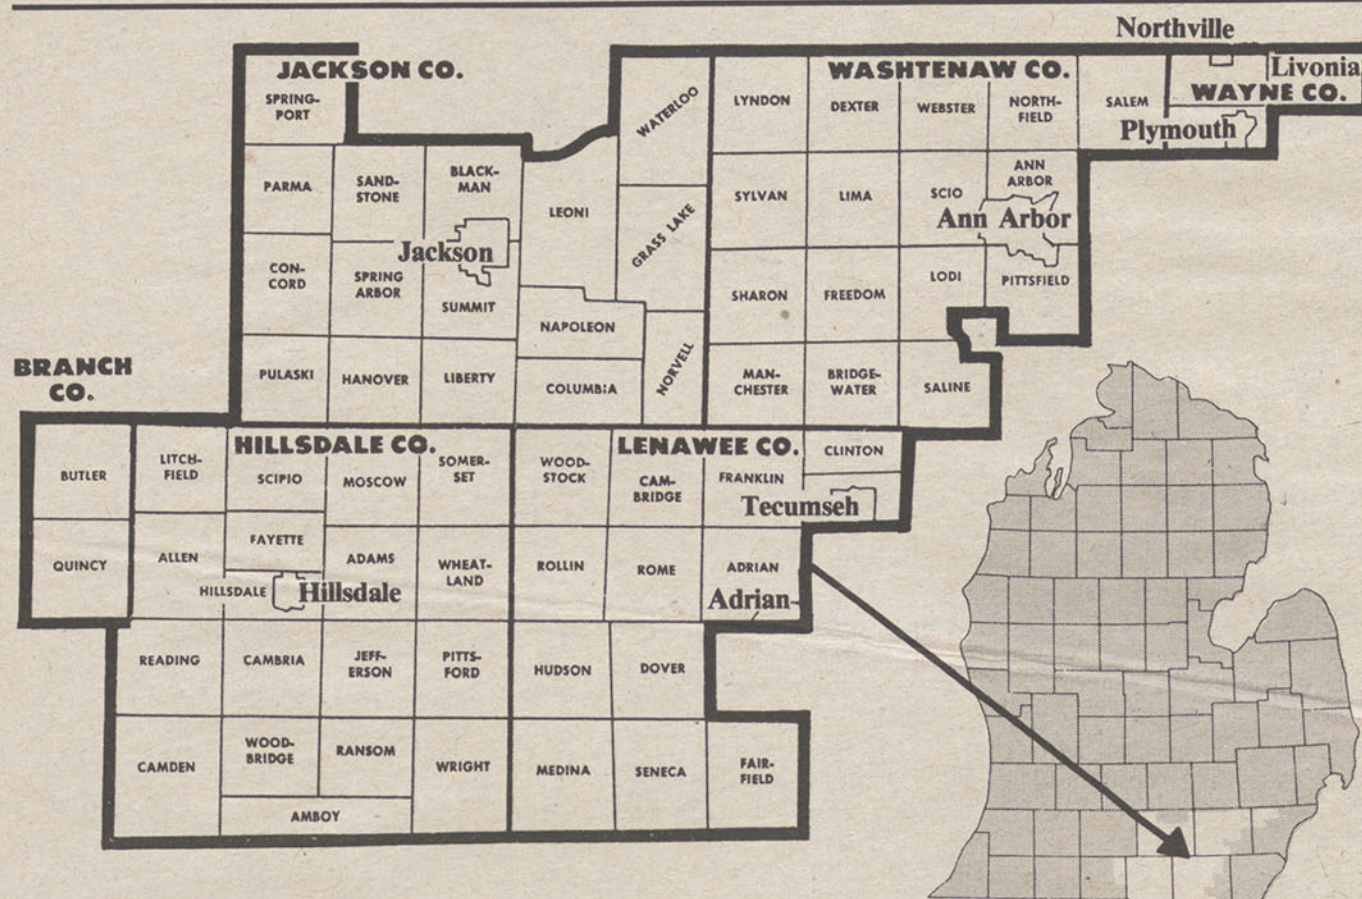 Northville
JACKSON CO.
WASHTENAW CO.
Livonia
WAYNE CO.
SPRING-
PORT
WATERLOO
LYNDON
DEXTER
WEBSTER
NORTH-
FIELD
SALEM
Plymouth
PARMA
SAND-
STONE
BLACK-
MAN
LEONI
GRASS LAKE
SYLVAN
LIMA
SCIO
ANN
ARBOR
Ann Arbor
Jackson
CON-
CORD
SPRING
ARBOR
SUMMIT
NAPOLEON
SHARON
FREEDOM
LODI
PITTSFIELD
BRANCH
CO.
PULASKI
HANOVER
LIBERTY
COLUMBIA
NORVELL
MAN-
CHESTER
BRIDGE-
WATER
SALINE
HILLSDALE CO.
LENAWEE CO.
BUTLER
LITCH-
FIELD
SCIPIO
MOSCOW
SOMER-
SET
WOOD-
STOCK
CAM-
BRIDGE
FRANKLIN
CLINTON
Tecumseh
QUINCY
ALLEN
FAYETTE
ADAMS
WHEAT-
LAND
ROLLIN
ROME
ADRIAN
HILLSDALE
Hillsdale
Adrian
READING
CAMBRIA
JEFF-
ERSON
PITTS-
FORD
HUDSON
DOVER
CAMDEN
WOOD-
BRIDGE
RANSOM
WRIGHT
MEDINA
SENECA
FAIR-
FIELD
AMBOY